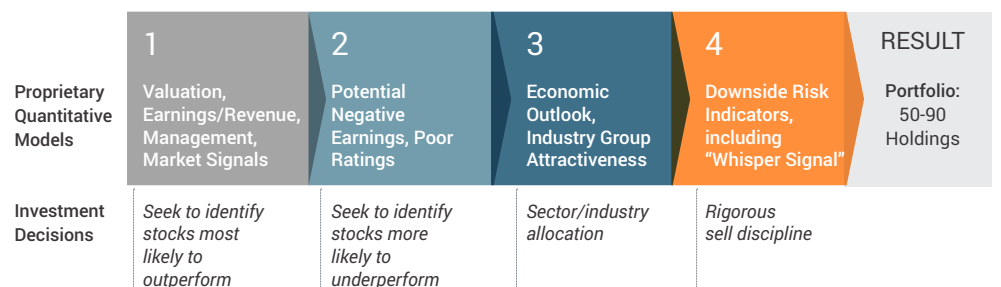 1
2
3
4
RESULT
Proprietary
Quantitative
Models
Valuation,
Earnings/Revenue,
Management,
Market Signals
Potential
Negative
Earnings, Poor
Ratings
Economic
Outlook,
Industry Group
Attractiveness
Downside Risk
Indicators,
including
“Whisper Signal”
Portfolio:
50-90
Holdings
Investment
Decisions
Seek to identify
stocks most
likely to
outperform
Seek to identify
stocks more
likely to
underperform
Sector/industry
allocation
Rigorous
sell discipline